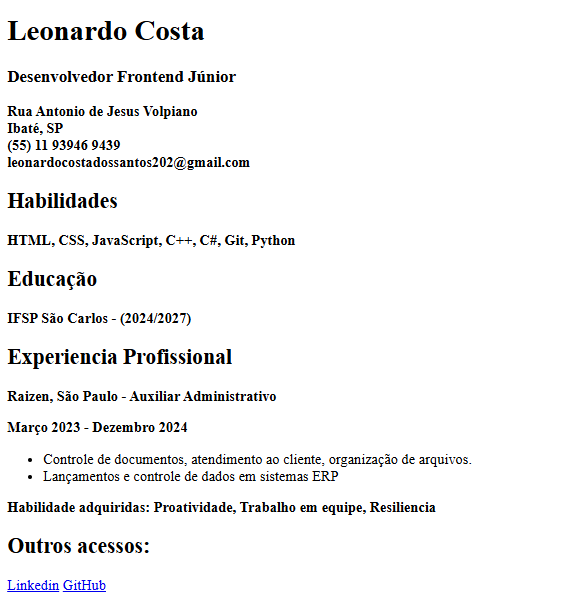 Leonardo Costa
Desenvolvedor Frontend Júnior
Rua Antonio de Jesus Volpiano
Ibaté, SP
(55) 11 93946 9439
leonardocostadossantos202@gmail.com
Habilidades
HTML, CSS, JavaScript, C++, C#, Git, Python
Educação
IFSP São Carlos - (2024/2027)
Experiencia Profissional
Raizen, São Paulo - Auxiliar Administrativo
Março 2023 - Dezembro 2024
• Controle de documentos, atendimento ao cliente, organização de arquivos.
• Lançamentos e controle de dados em sistemas ERP
Habilidade adquiridas: Proatividade, Trabalho em equipe, Resiliencia
Outros acessos:
Linkedin GitHub